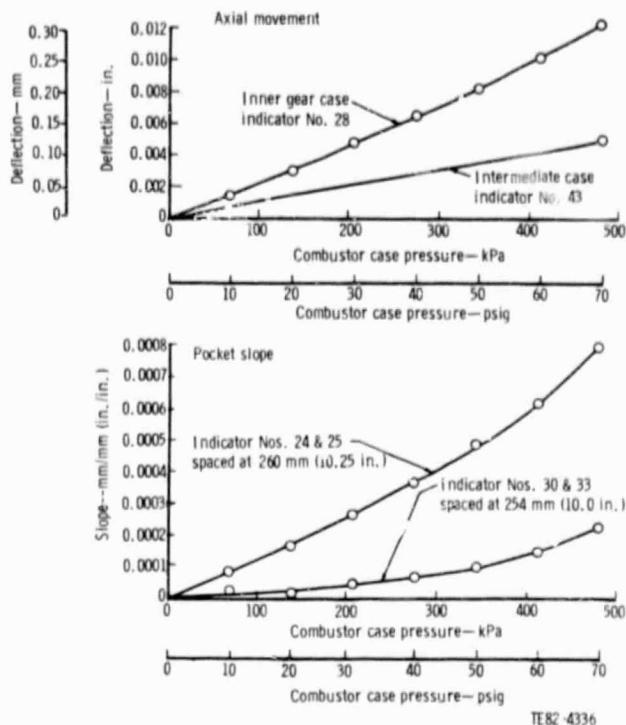 Axial movement
0.30
0.25
0.20
0.15
0.10
0.05
0
Deflection—mm
0.012
0.010
0.008
0.006
0.004
0.002
0
Deflection—in.
Inner gear case
indicator No. 28
Intermediate case
indicator No. 43
100 200 300 400 500
Combustor case pressure—kPa
0 10 20 30 40 50 60 70
Combustor case pressure—psig
Pocket slope
0.0008
0.0007
0.0006
0.0005
0.0004
0.0003
0.0002
0.0001
0
Slope--mm/mm (in./in.)
Indicator Nos. 24 & 25
spaced at 260 mm (10.25 in.)
indicator Nos. 30 & 33
spaced at 254 mm (10.0 in.)
100 200 300 400 500
Combustor case pressure—kPa
0 10 20 30 40 50 60 70
Combustor case pressure—psig
TE82-4336